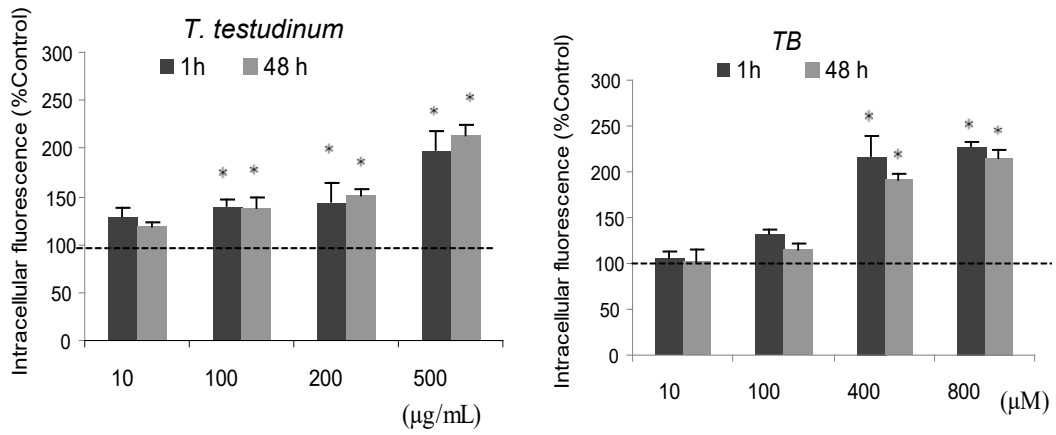 T. testudinum
1h 48 h
Intracellular fluorescence (%Control)
300
250
200
150
100
50
0
* * * * * *
10 100 200 500
(µg/mL)
TB
1h 48 h
Intracellular fluorescence (%Control)
300
250
200
150
100
50
0
* * * *
10 100 400 800
(µM)